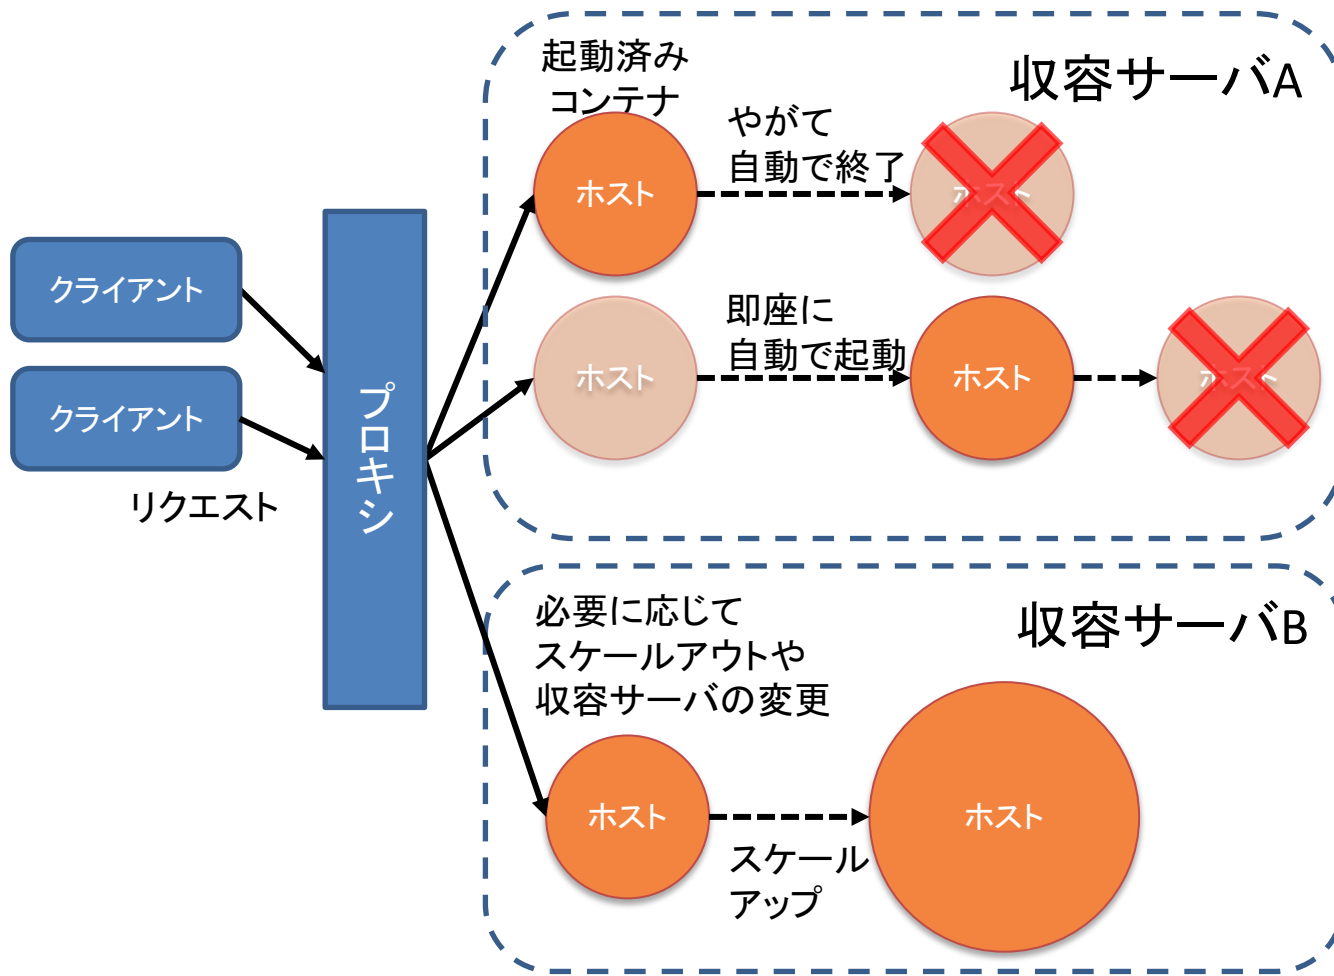 起動済み
コンテナ
収容サーバA
やがて
自動で終了
ホスト
ホスト
クライアント
クライアント
リクエスト
プロキシ
即座に
自動で起動
ホスト
ホスト
ホスト
必要に応じて
スケールアウトや
収容サーバの変更
収容サーバB
ホスト
ホスト
スケール
アップ